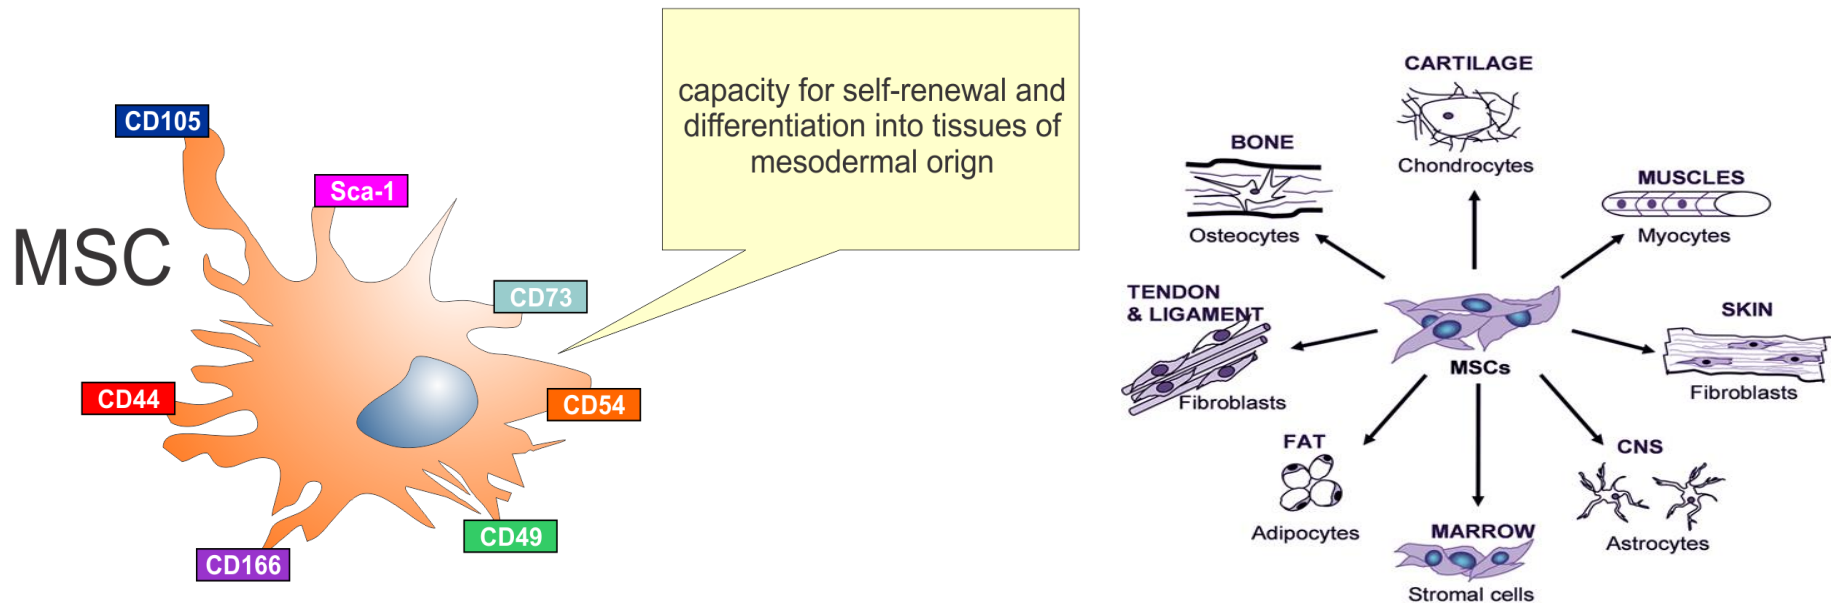 MSC
CD105
Sca-1
CD73
CD44
CD54
CD49
CD166
capacity for self-renewal and
differentiation into tissues of
mesodermal orign
CARTILAGE
Chondrocytes
BONE
Osteocytes
MUSCLES
Myocytes
TENDON
& LIGAMENT
Fibroblasts
SKIN
Fibroblasts
MSCs
FAT
Adipocytes
CNS
Astrocytes
MARROW
Stromal cells